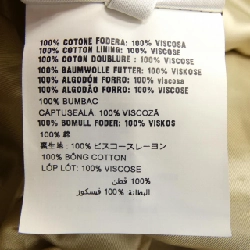 100% COTONE FODERA: 100% VISCOSA
100% COTTON LINING: 100% VISCOSE
100% COTON DOUBLURE : 100% VISCOSE
100% BAUMWOLLE FUTTER: 100% VISKOSE
100% ALGODÓN FORRO: 100% VISCOSA
100% ALGODÃO FORRO: 100% VISCOSE
100% BUMBAC
CAPTUSEALA: 100% VISCOZĂ
100% BOMULL FODER: 100% VISKOS
100% 綿
裏生地: 100% ビスコースレーヨン
100% BÔNG COTTON
LỚP LÓT: 100% VISCOSE
100% قطن
البطانة: 100% فيسكوز